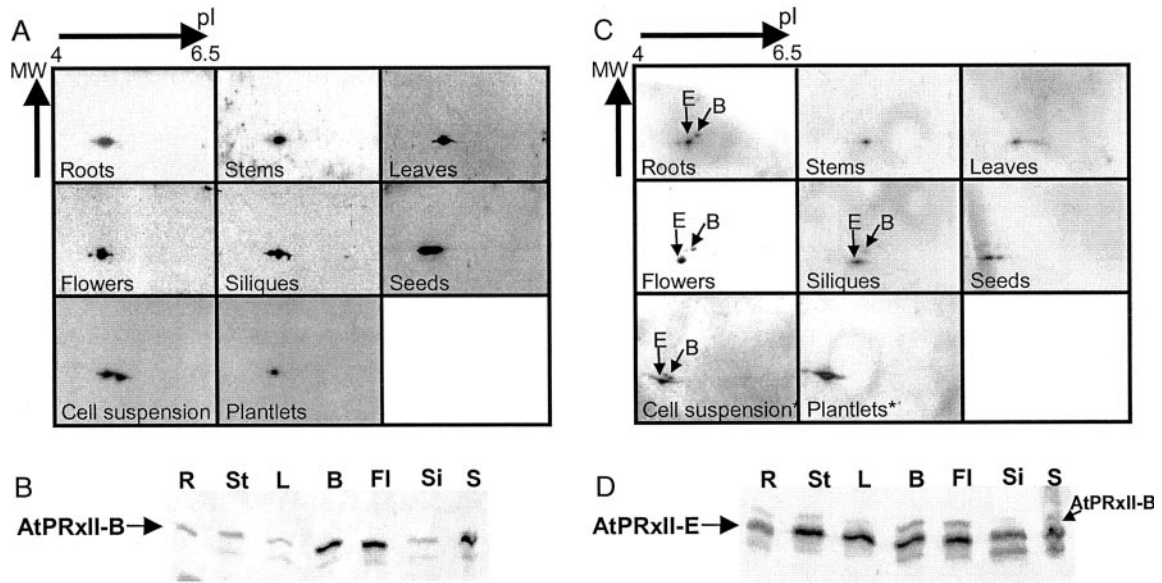 A
pI
4 6.5
MW
Roots Stems Leaves
Flowers Siliques Seeds
Cell suspension Plantlets
B
R St L B Fl Si S
AtPRxII-B
C
pI
4 6.5
MW
E B
Roots Stems Leaves
E B E B
Flowers Siliques Seeds
E B
Cell suspension* Plantlets*
D
R St L B Fl Si S
AtPRxII-E
AtPRxII-B